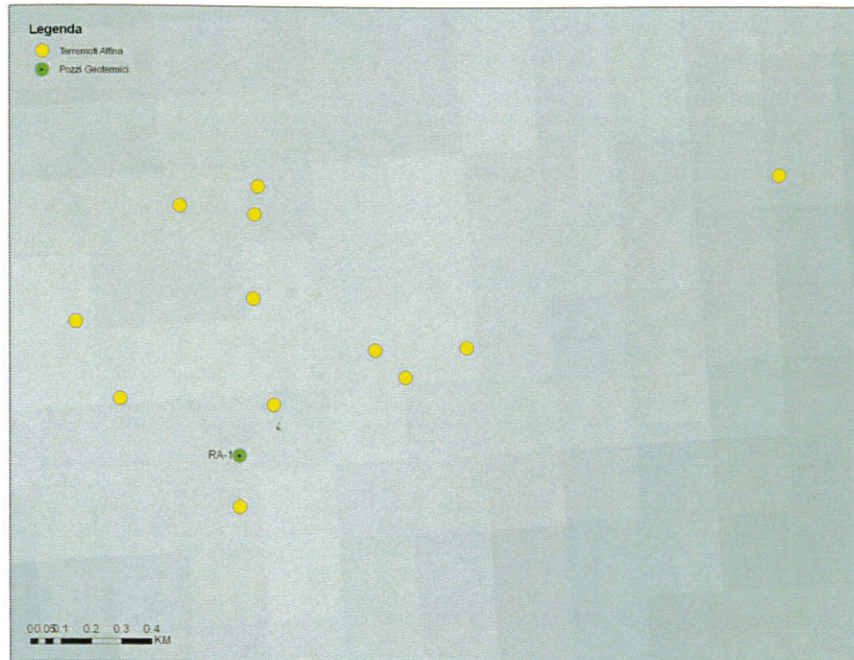 Legenda
Terremoti Alfina
Pozzi Geotermici
RA-1
0 0.05 0.1 0.2 0.3 0.4
KM